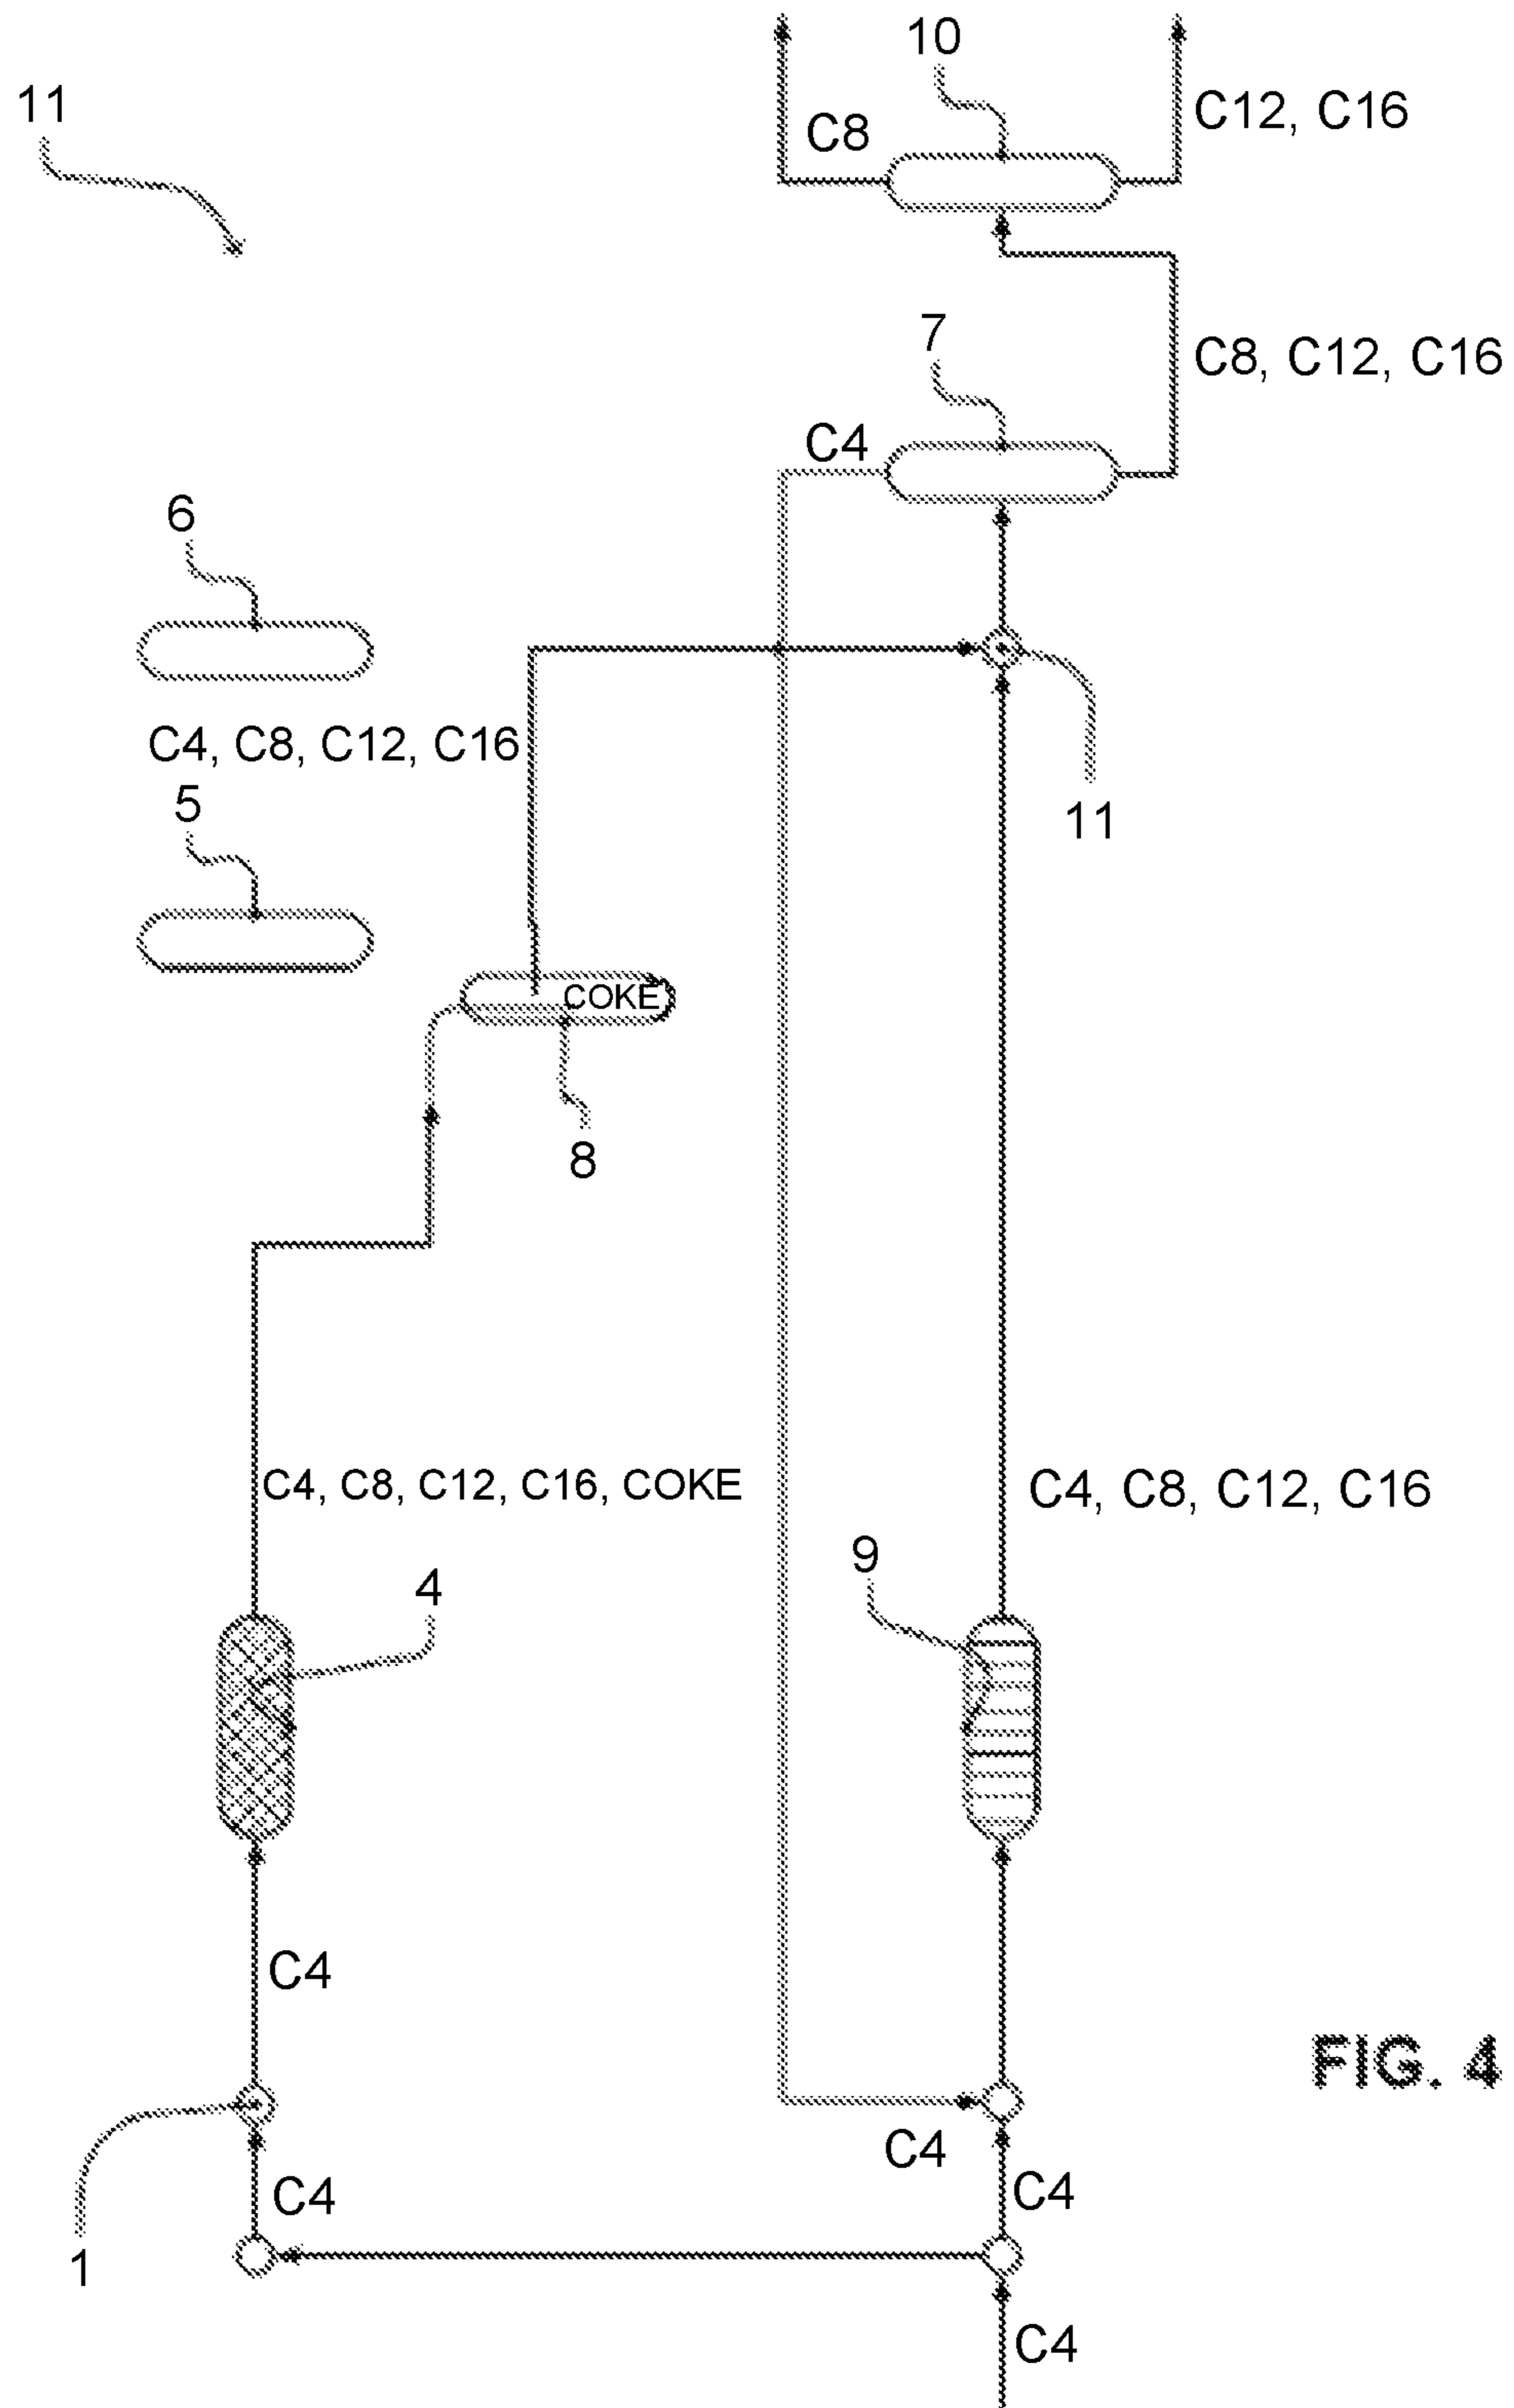 10
11
C8
C12, C16
7
C8, C12, C16
C4
6
C4, C8, C12, C16
5
11
COKE
8
C4, C8, C12, C16, COKE
C4, C8, C12, C16
9
4
C4
C4
C4
C4
1
C4
FIG. 4